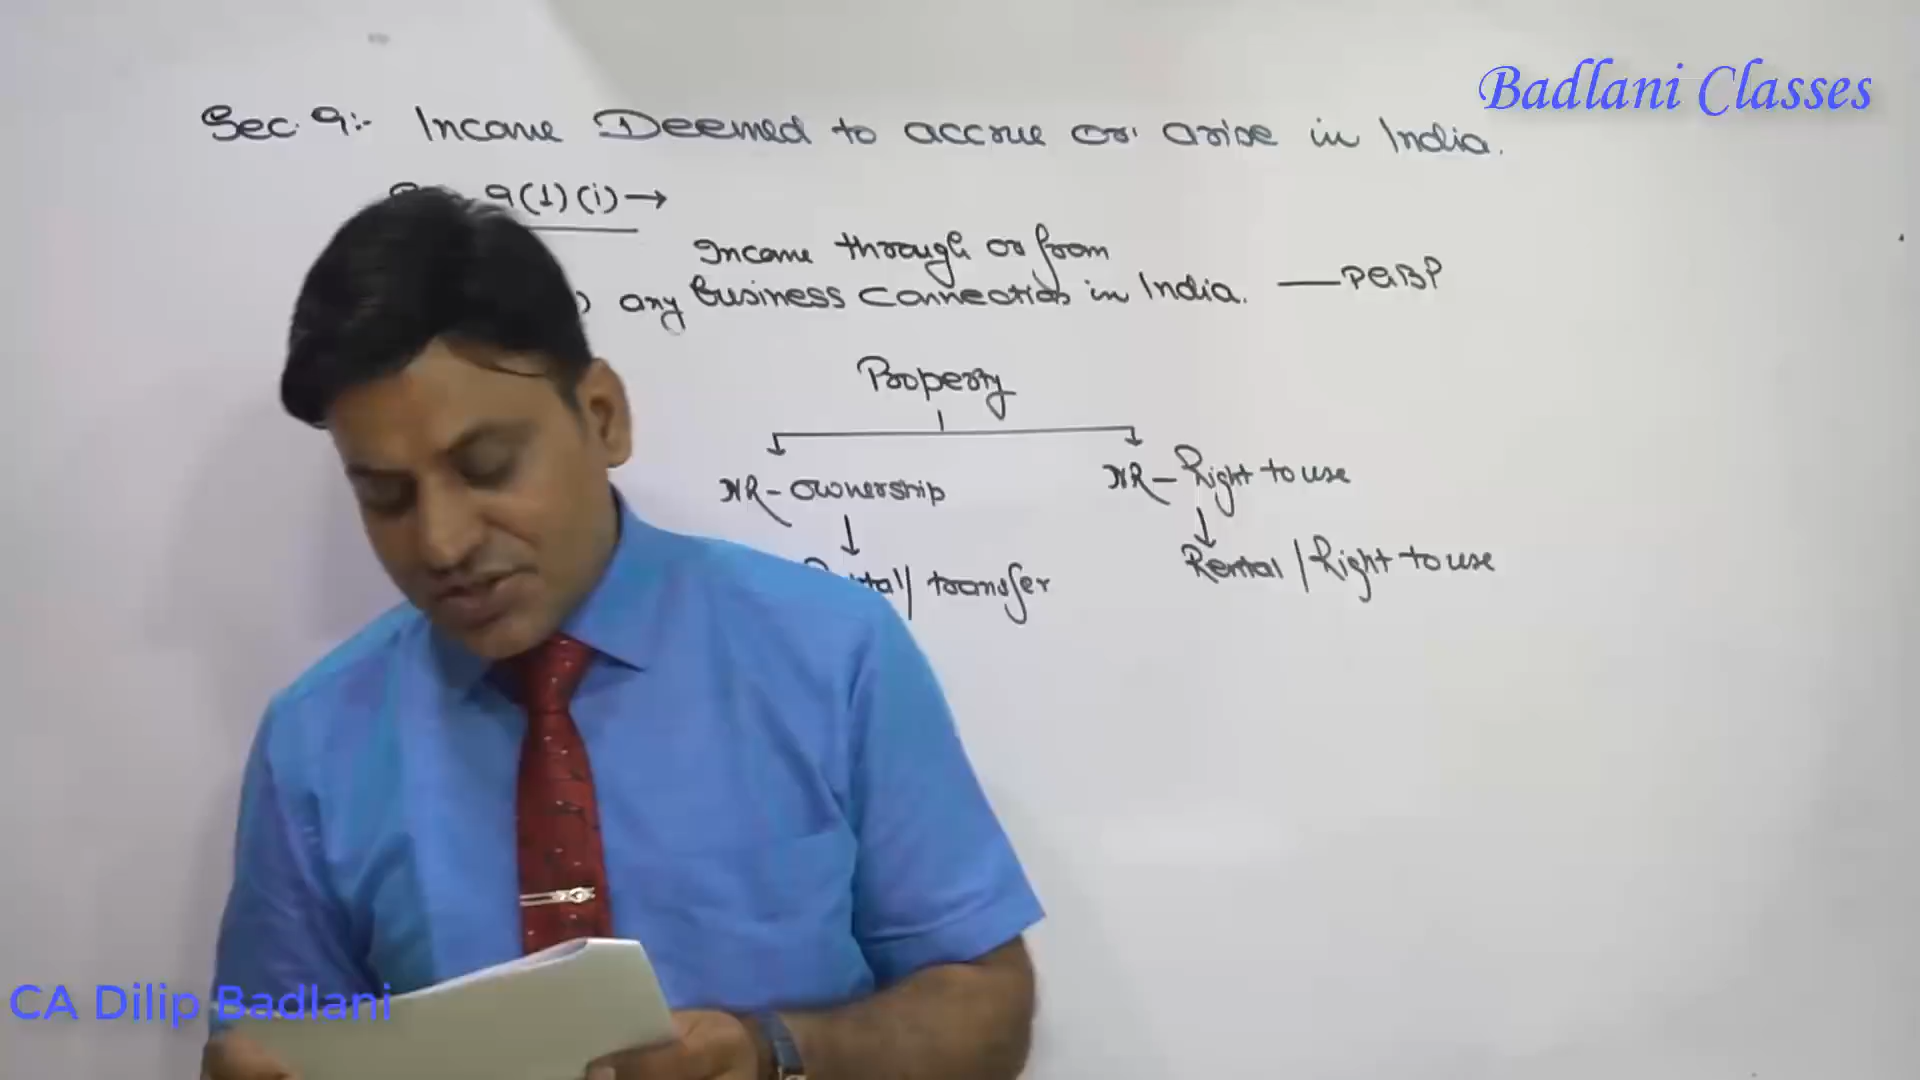 Badlani Classes
Sec. 9:- Income Deemed to accrue or arise in India.
9(1)(i) →
Income through or from
) any Business Connection in India. — PGBP
Property
NR - ownership
NR - Right to use
transfer
Rental / Right to use
CA Dilip Badlani